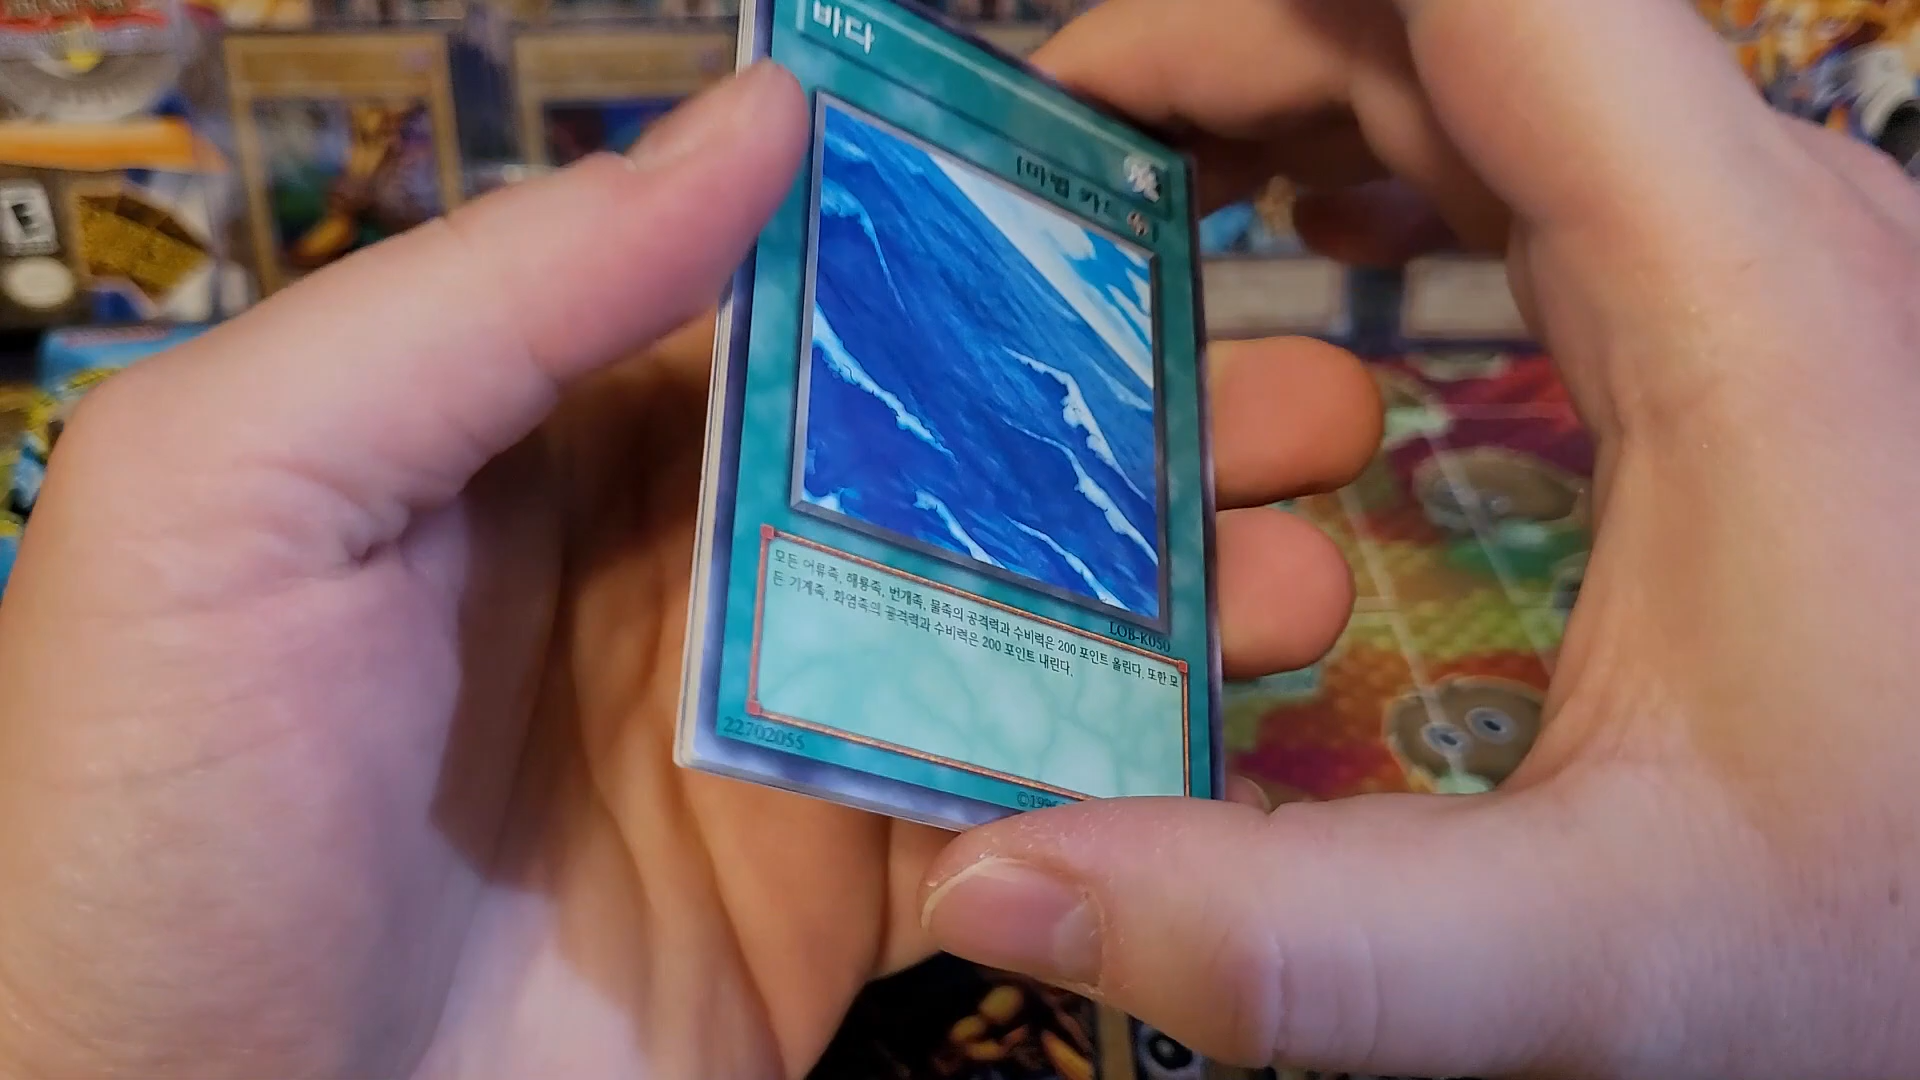 바다
[마법 카드
LOB-K050
모든 어류족, 해룡족, 번개족, 물족의 공격력과 수비력은 200 포인트 올린다. 또한 모
든 기계족, 화염족의 공격력과 수비력은 200 포인트 내린다.
22702055
©1996
E